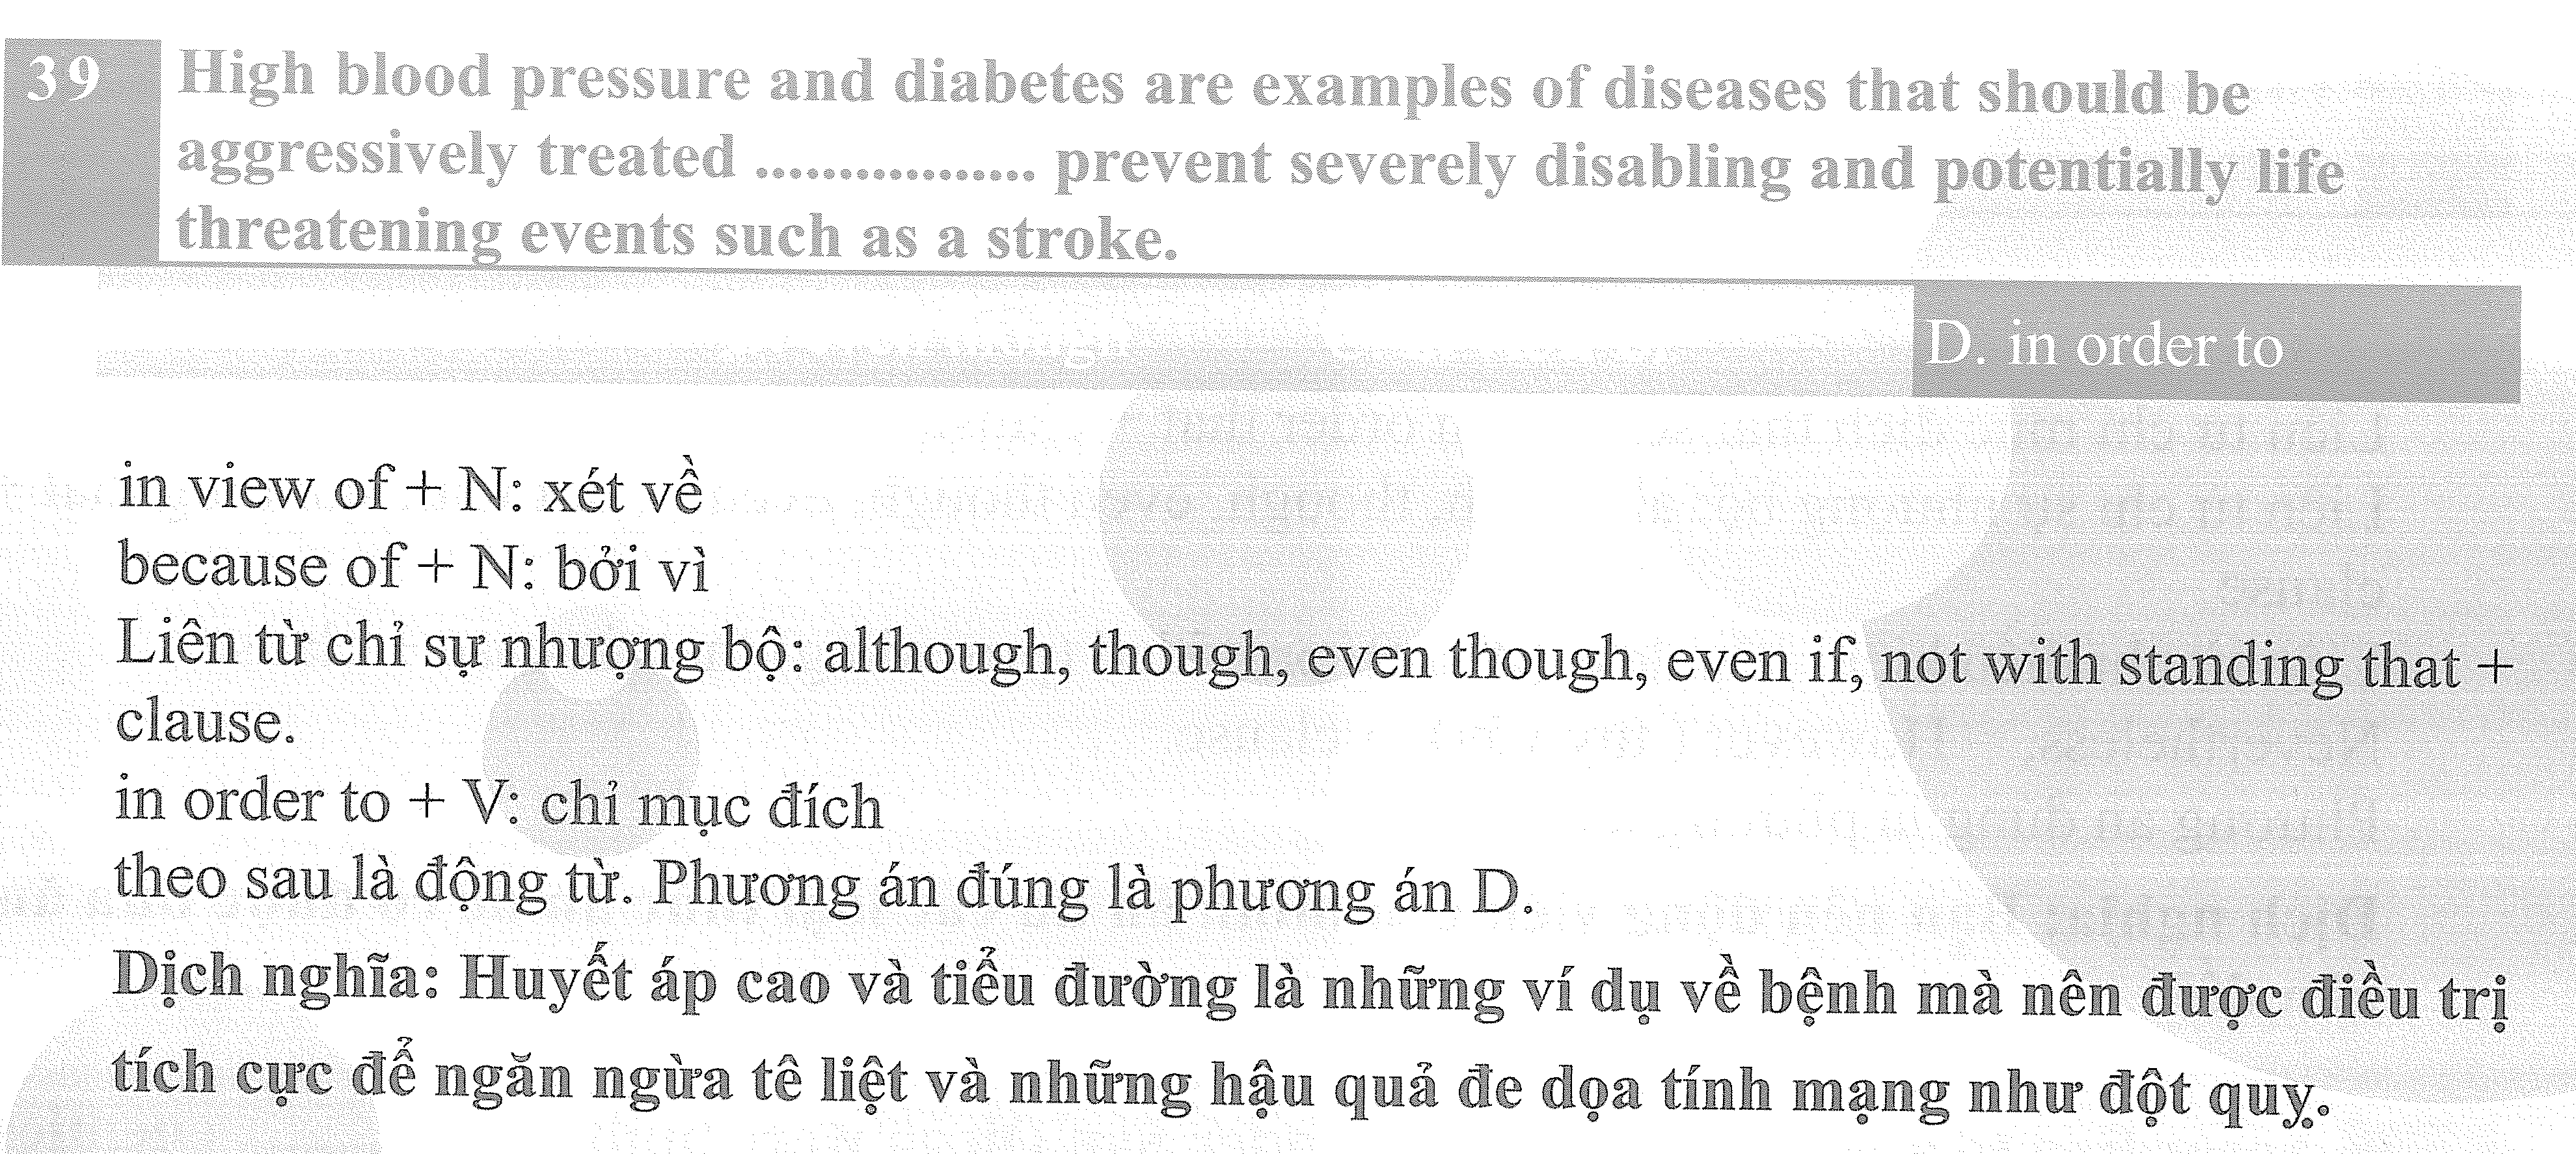 39
High blood pressure and diabetes are examples of diseases that should be
aggressively treated ................. prevent severely disabling and potentially life
threatening events such as a stroke.
D. in order to
in view of + N: xét về
because of + N: bởi vì
Liên từ chỉ sự nhượng bộ: although, though, even though, even if, not with standing that +
clause.
in order to + V: chỉ mục đích
theo sau là động từ. Phương án đúng là phương án D.
Dịch nghĩa: Huyết áp cao và tiểu đường là những ví dụ về bệnh mà nên được điều trị
tích cực để ngăn ngừa tê liệt và những hậu quả đe dọa tính mạng như đột quỵ.